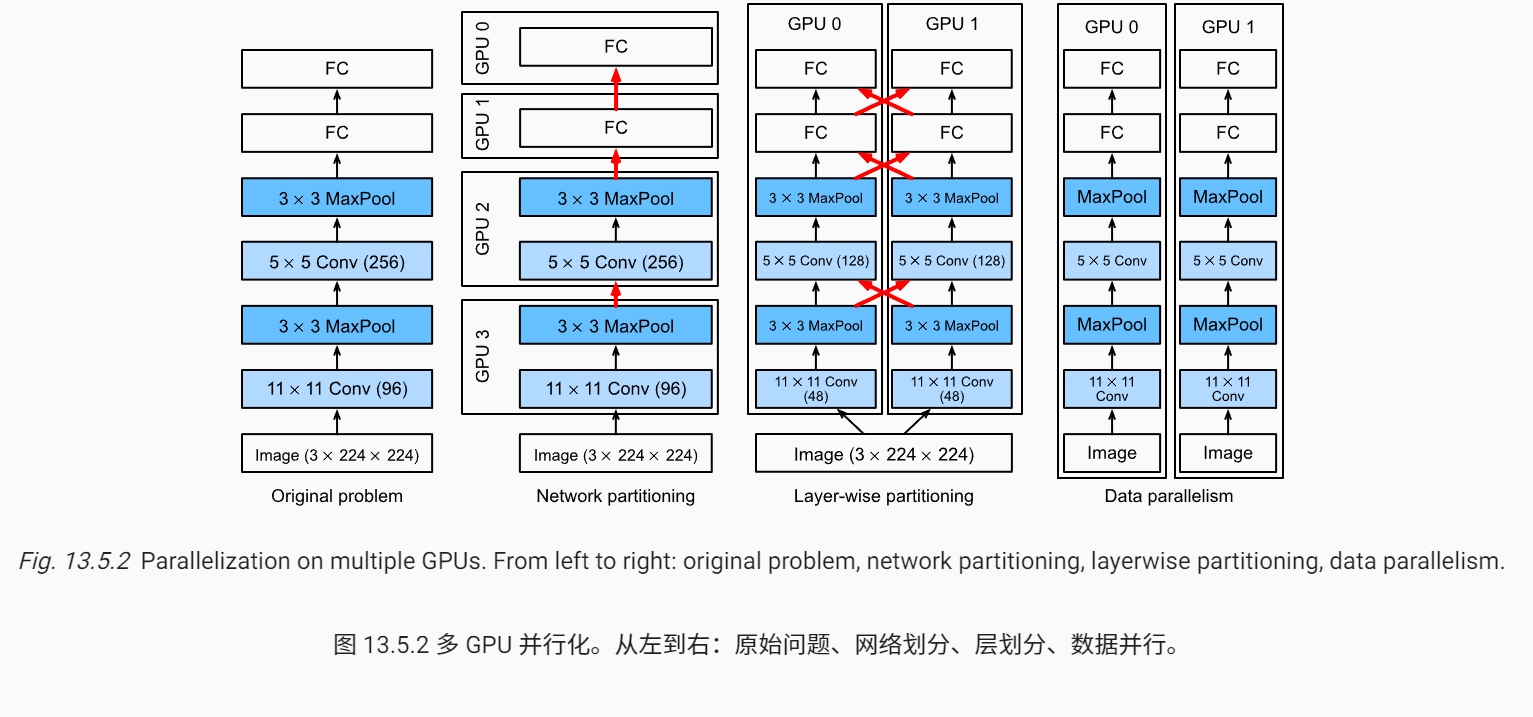 FC
FC
3 × 3 MaxPool
5 × 5 Conv (256)
3 × 3 MaxPool
11 × 11 Conv (96)
Image (3 × 224 × 224)
Original problem
GPU 0
FC
GPU 1
FC
GPU 2
3 × 3 MaxPool
5 × 5 Conv (256)
GPU 3
3 × 3 MaxPool
11 × 11 Conv (96)
Image (3 × 224 × 224)
Network partitioning
GPU 0
FC
FC
3 × 3 MaxPool
5 × 5 Conv (128)
3 × 3 MaxPool
11 × 11 Conv
(48)
GPU 1
FC
FC
3 × 3 MaxPool
5 × 5 Conv (128)
3 × 3 MaxPool
11 × 11 Conv
(48)
Image (3 × 224 × 224)
Layer-wise partitioning
GPU 0
FC
FC
MaxPool
5 × 5 Conv
MaxPool
11 × 11
Conv
Image
GPU 1
FC
FC
MaxPool
5 × 5 Conv
MaxPool
11 × 11
Conv
Image
Data parallelism
Fig. 13.5.2 Parallelization on multiple GPUs. From left to right: original problem, network partitioning, layerwise partitioning, data parallelism.
图 13.5.2 多 GPU 并行化。从左到右：原始问题、网络划分、层划分、数据并行。